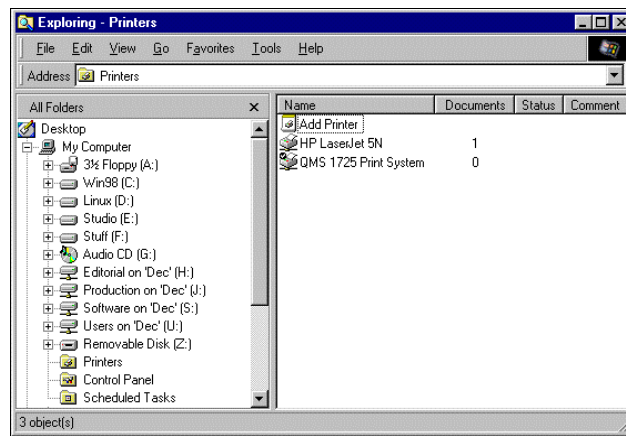 Exploring - Printers
File Edit View Go Favorites Tools Help
Address Printers
All Folders x
Name Documents Status Comment
Desktop
My Computer
3½ Floppy (A:)
Win98 (C:)
Linux (D:)
Studio (E:)
Stuff (F:)
Audio CD (G:)
Editorial on 'Dec' (H:)
Production on 'Dec' (J:)
Software on 'Dec' (S:)
Users on 'Dec' (U:)
Removable Disk (Z:)
Printers
Control Panel
Scheduled Tasks
Add Printer
HP LaserJet 5N 1
QMS 1725 Print System 0
3 object(s)